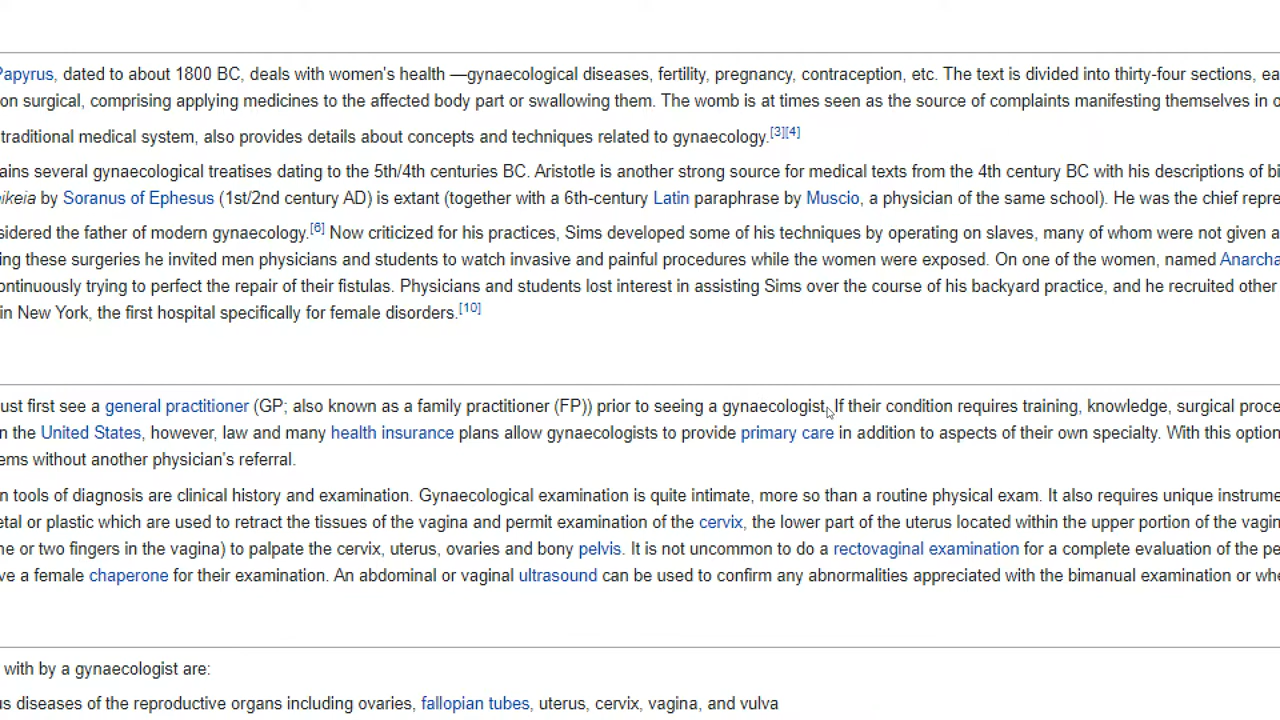 Papyrus, dated to about 1800 BC, deals with women's health —gynaecological diseases, fertility, pregnancy, contraception, etc. The text is divided into thirty-four sections, ea
on surgical, comprising applying medicines to the affected body part or swallowing them. The womb is at times seen as the source of complaints manifesting themselves in o
traditional medical system, also provides details about concepts and techniques related to gynaecology.[3][4]
ains several gynaecological treatises dating to the 5th/4th centuries BC. Aristotle is another strong source for medical texts from the 4th century BC with his descriptions of bi
ikeia by Soranus of Ephesus (1st/2nd century AD) is extant (together with a 6th-century Latin paraphrase by Muscio, a physician of the same school). He was the chief repre
sidered the father of modern gynaecology.[6] Now criticized for his practices, Sims developed some of his techniques by operating on slaves, many of whom were not given a
ing these surgeries he invited men physicians and students to watch invasive and painful procedures while the women were exposed. On one of the women, named Anarcha
ontinuously trying to perfect the repair of their fistulas. Physicians and students lost interest in assisting Sims over the course of his backyard practice, and he recruited other
in New York, the first hospital specifically for female disorders.[10]
ust first see a general practitioner (GP; also known as a family practitioner (FP)) prior to seeing a gynaecologist. If their condition requires training, knowledge, surgical proce
n the United States, however, law and many health insurance plans allow gynaecologists to provide primary care in addition to aspects of their own specialty. With this option
ems without another physician's referral.
n tools of diagnosis are clinical history and examination. Gynaecological examination is quite intimate, more so than a routine physical exam. It also requires unique instrume
etal or plastic which are used to retract the tissues of the vagina and permit examination of the cervix, the lower part of the uterus located within the upper portion of the vagin
ne or two fingers in the vagina) to palpate the cervix, uterus, ovaries and bony pelvis. It is not uncommon to do a rectovaginal examination for a complete evaluation of the pe
ve a female chaperone for their examination. An abdominal or vaginal ultrasound can be used to confirm any abnormalities appreciated with the bimanual examination or whe
with by a gynaecologist are:
us diseases of the reproductive organs including ovaries, fallopian tubes, uterus, cervix, vagina, and vulva